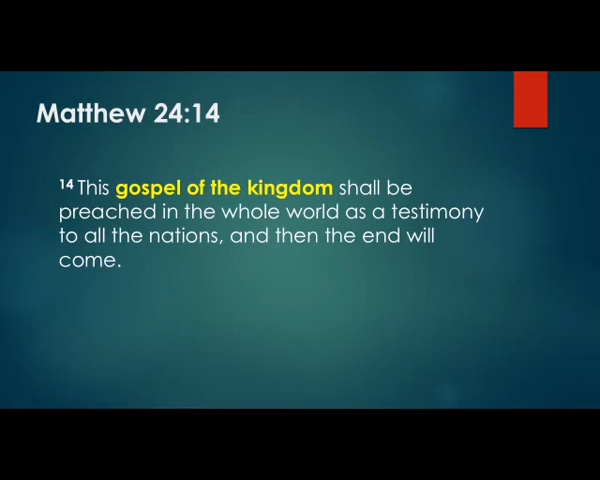 Matthew 24:14
14 This gospel of the kingdom shall be
preached in the whole world as a testimony
to all the nations, and then the end will
come.